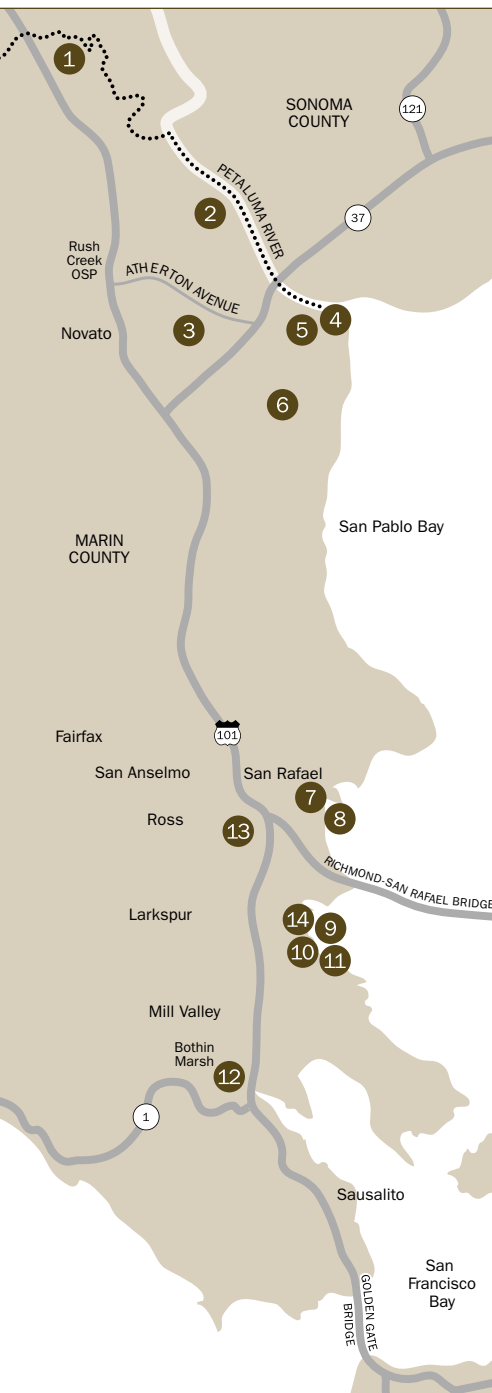 1
SONOMA
COUNTY
121
PETALUMA RIVER
2
37
Rush
Creek
OSP
ATHERTON AVENUE
Novato
3
5
4
6
San Pablo Bay
MARIN
COUNTY
101
Fairfax
San Anselmo
San Rafael
7
8
Ross
13
RICHMOND-SAN RAFAEL BRIDGE
Larkspur
14
9
10
11
Mill Valley
Bothin
Marsh
12
1
Sausalito
San
Francisco
Bay
GOLDEN GATE
BRIDGE